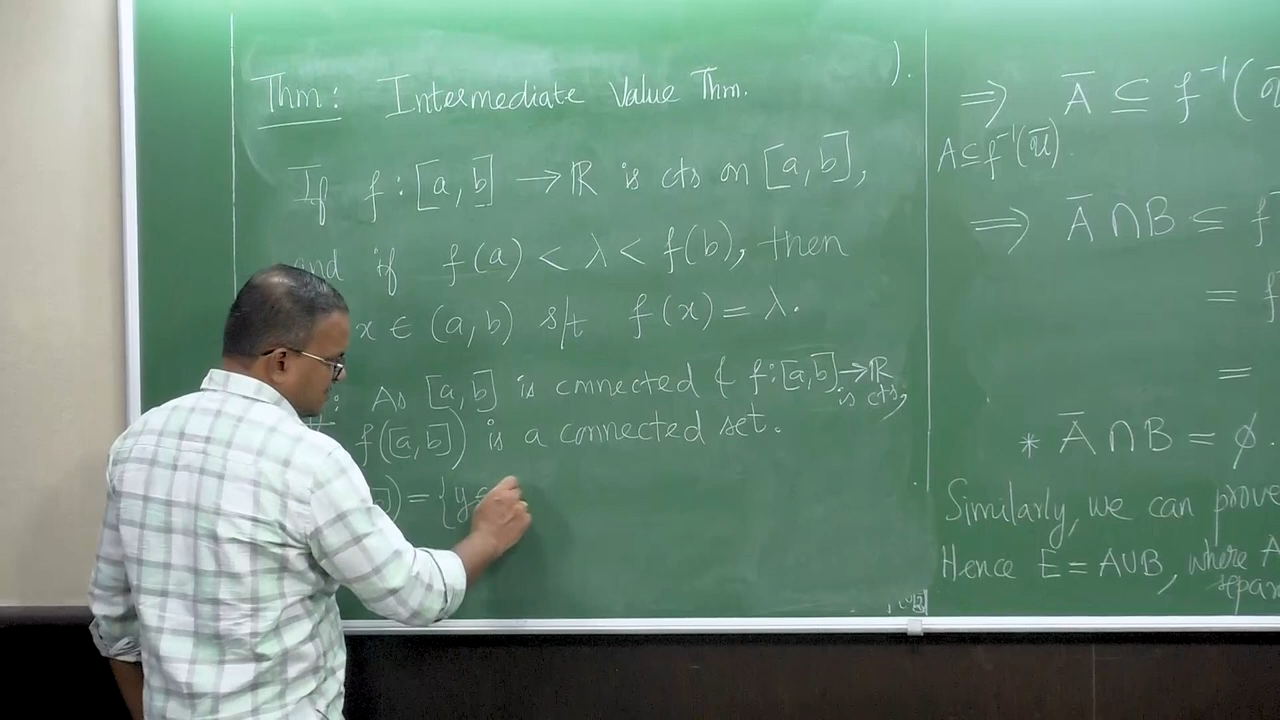 Thm: Intermediate Value Thm.
If f : [a, b] → ℝ is cts on [a, b],
and if f(a) < λ < f(b), then
x ∈ (a, b) s/t f(x) = λ.
: As [a, b] is connected & f : [a, b] → ℝ is cts,
f([a, b]) is a connected set.
) = {y ∈
).
⇒ A̅ ⊆ f⁻¹(
A ⊆ f⁻¹(U̅)
⇒ A̅ ∩ B ⊆ f
= f
=
* A̅ ∩ B = ϕ.
Similarly, we can prove
Hence E = A∪B, where A